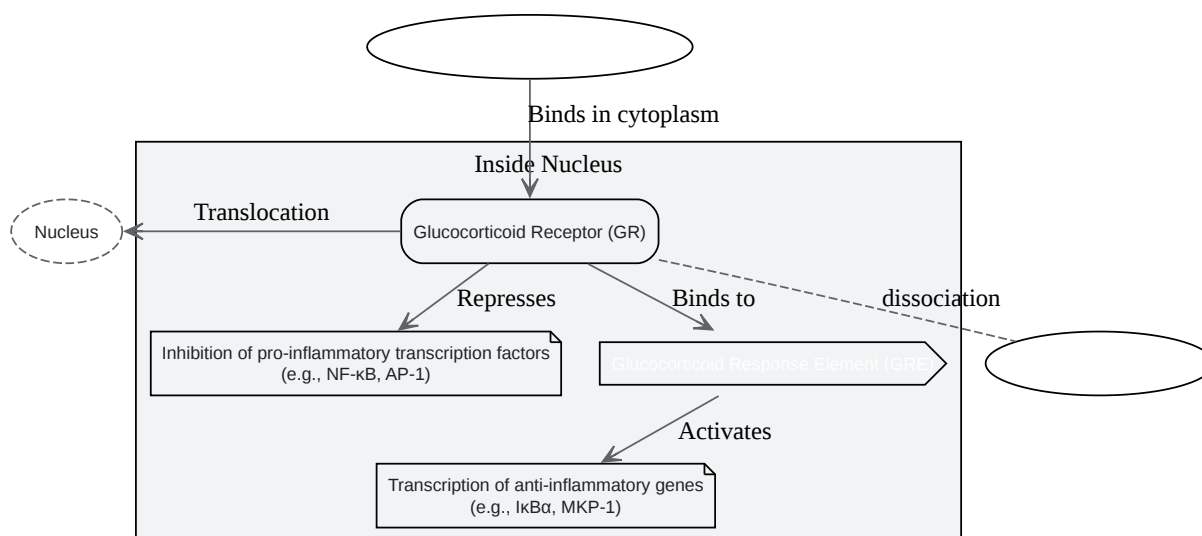 Binds in cytoplasm
Inside Nucleus
Translocation
Nucleus
Glucocorticoid Receptor (GR)
Represses
Binds to
dissociation
Inhibition of pro-inflammatory transcription factors
(e.g., NF-κB, AP-1)
Glucocorticoid Response Element (GRE)
Activates
Transcription of anti-inflammatory genes
(e.g., IκBα, MKP-1)